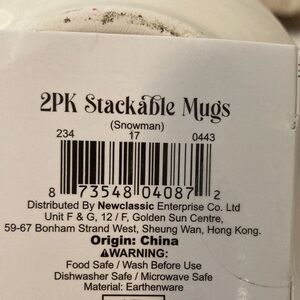 2PK Stackable Mugs
(Snowman)
234 17 0443
8 73548 04087 2
Distributed By Newclassic Enterprise Co. Ltd
Unit F & G, 12 / F, Golden Sun Centre,
59-67 Bonham Strand West, Sheung Wan, Hong Kong.
Origin: China
⚠WARNING:
Food Safe / Wash Before Use
Dishwasher Safe / Microwave Safe
Material: Earthenware